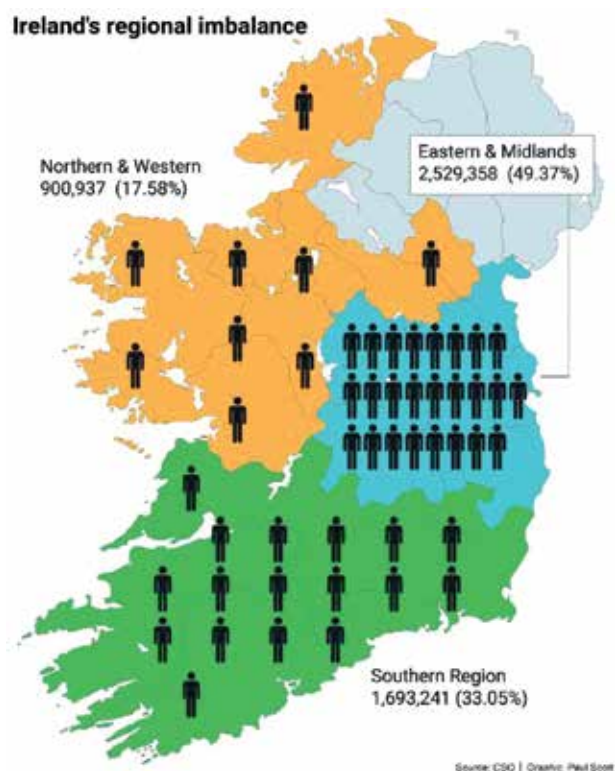 Ireland's regional imbalance
Northern & Western
900,937 (17.58%)
Eastern & Midlands
2,529,358 (49.37%)
Southern Region
1,693,241 (33.05%)
Source: CSO | Graphic: Paul Scott